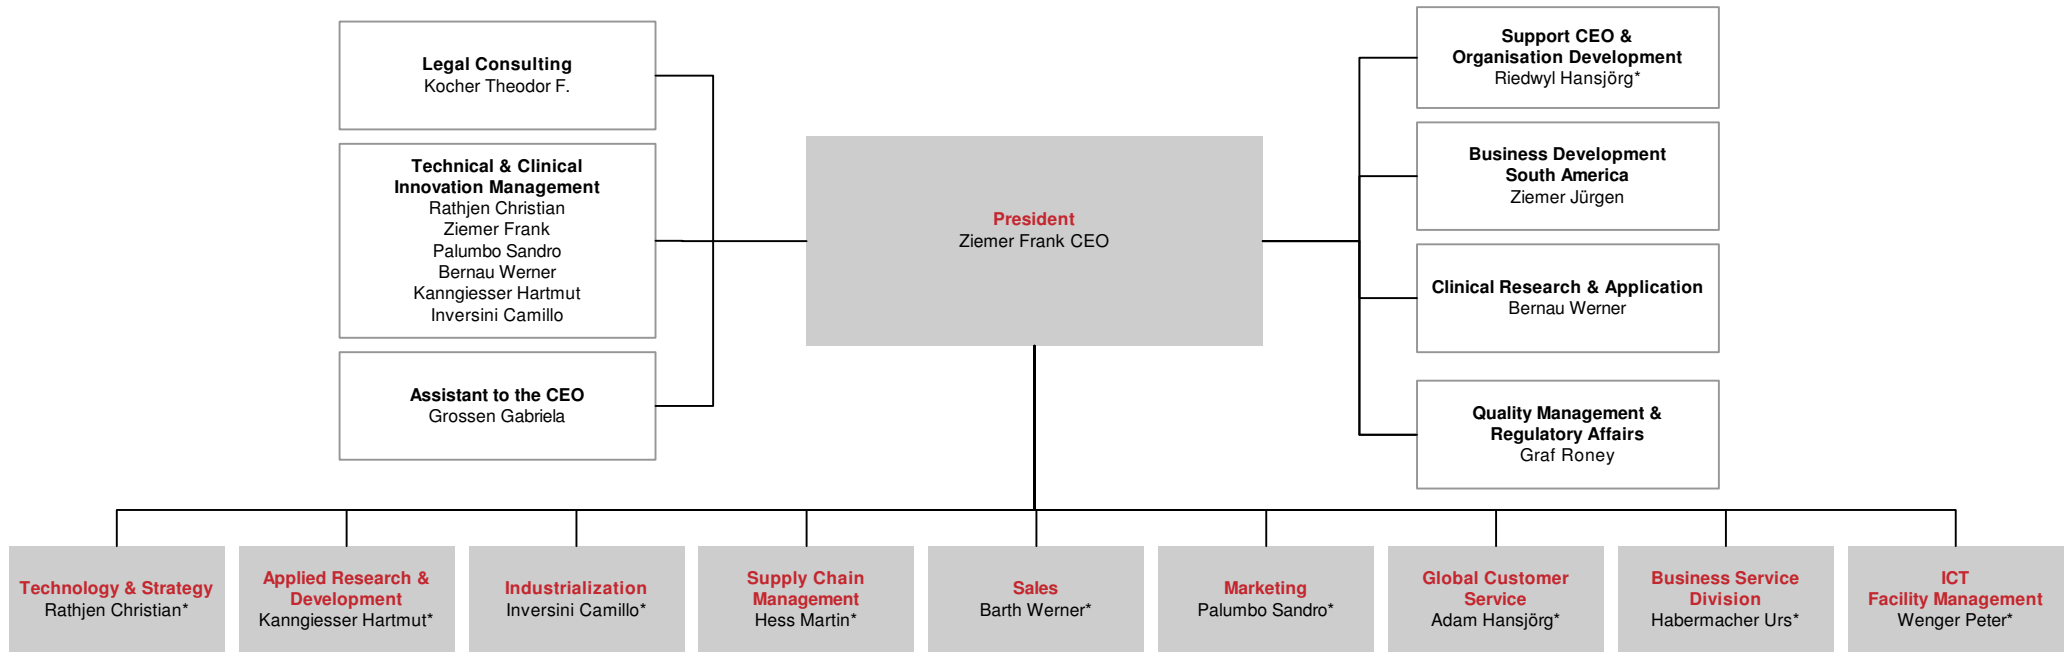 Legal Consulting
Kocher Theodor F.
Technical & Clinical
Innovation Management
Rathjen Christian
Ziemer Frank
Palumbo Sandro
Bernau Werner
Kanngiesser Hartmut
Inversini Camillo
Assistant to the CEO
Grossen Gabriela
President
Ziemer Frank CEO
Support CEO &
Organisation Development
Riedwyl Hansjörg*
Business Development
South America
Ziemer Jürgen
Clinical Research & Application
Bernau Werner
Quality Management &
Regulatory Affairs
Graf Roney
Technology & Strategy
Rathjen Christian*
Applied Research &
Development
Kanngiesser Hartmut*
Industrialization
Inversini Camillo*
Supply Chain
Management
Hess Martin*
Sales
Barth Werner*
Marketing
Palumbo Sandro*
Global Customer
Service
Adam Hansjörg*
Business Service
Division
Habermacher Urs*
ICT
Facility Management
Wenger Peter*